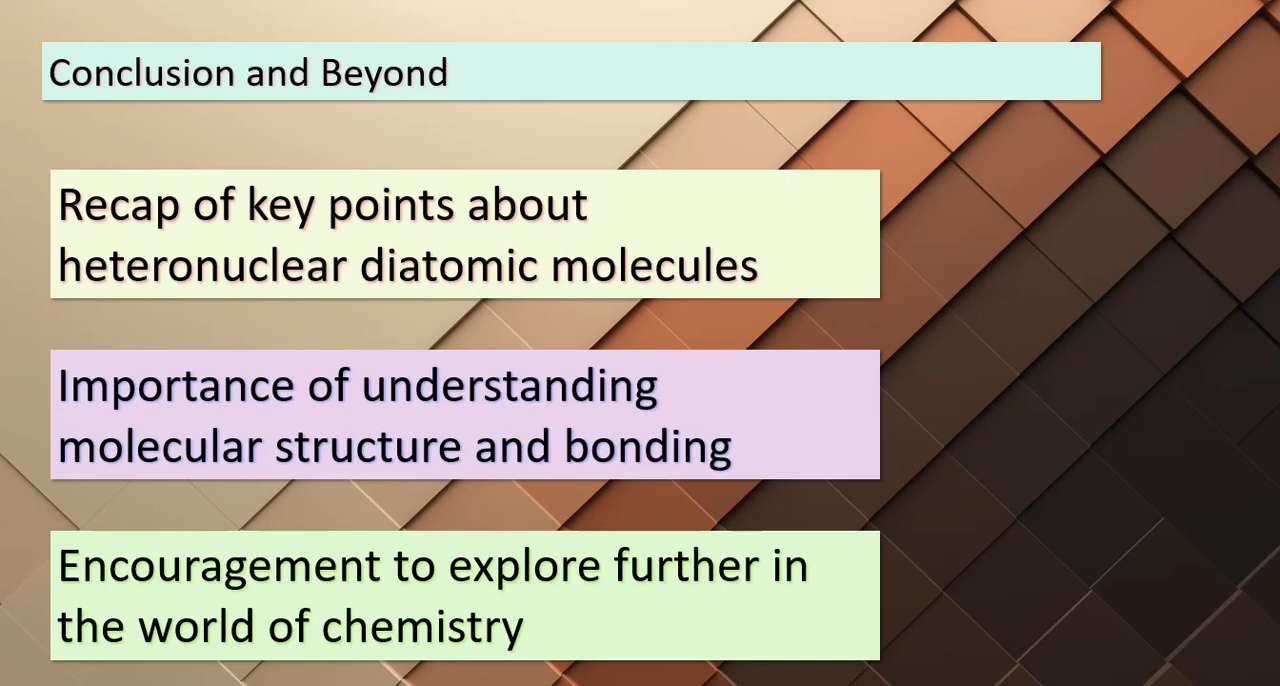 Conclusion and Beyond
Recap of key points about
heteronuclear diatomic molecules
Importance of understanding
molecular structure and bonding
Encouragement to explore further in
the world of chemistry